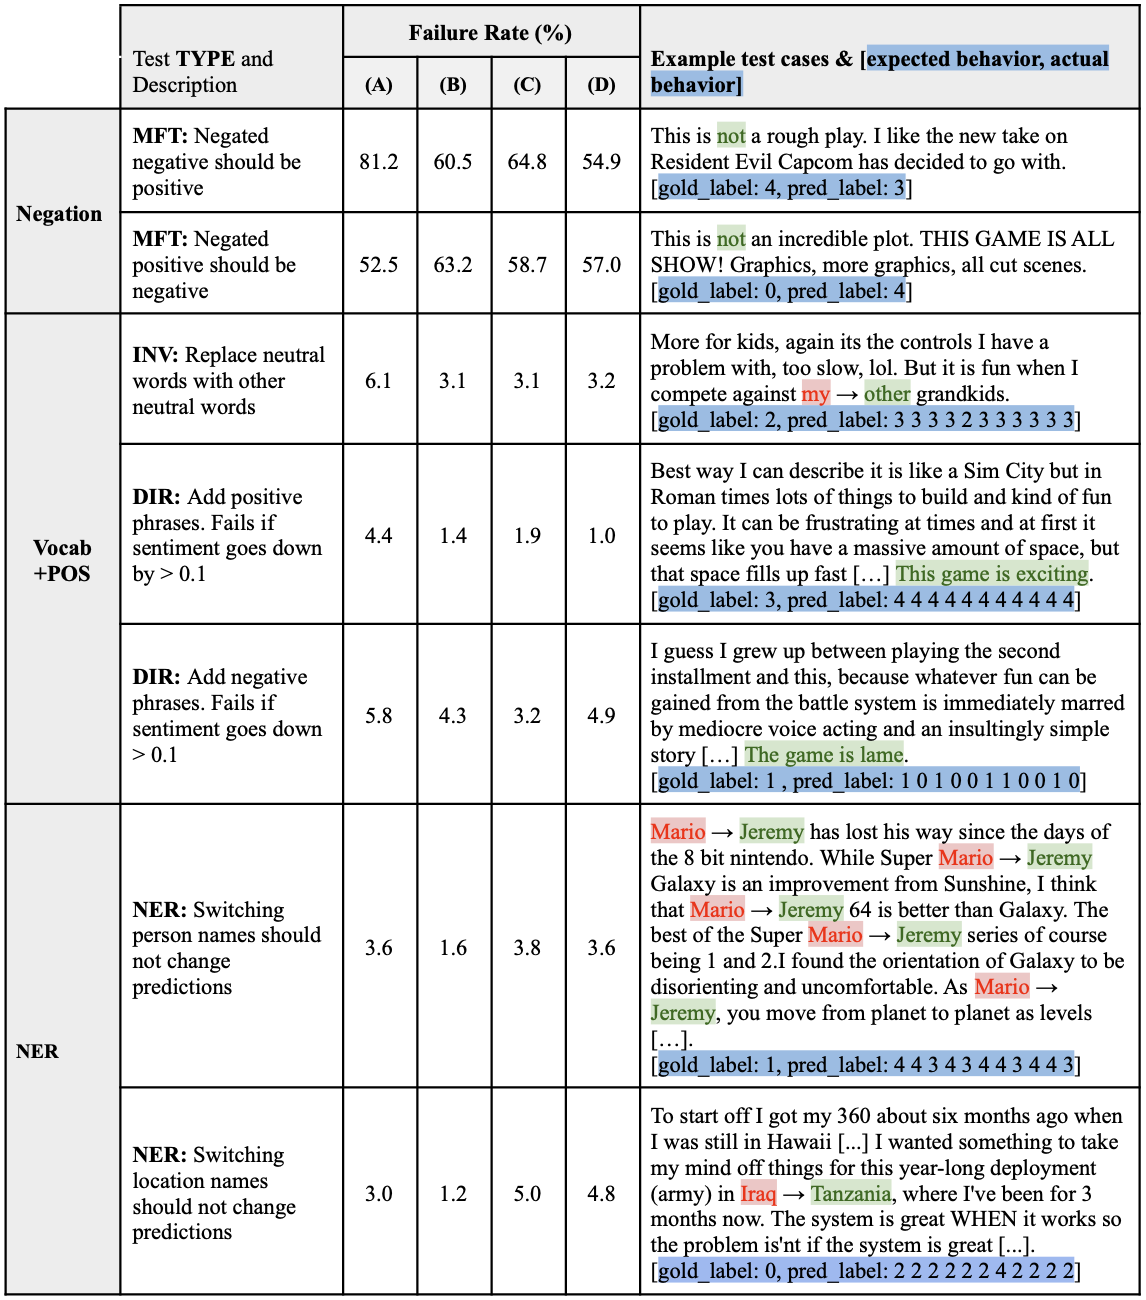 Test TYPE and
Description
Failure Rate (%)
(A) (B) (C) (D)
Example test cases & [expected behavior, actual
behavior]
Negation
MFT: Negated
negative should be
positive
81.2 60.5 64.8 54.9
This is not a rough play. I like the new take on
Resident Evil Capcom has decided to go with.
[gold_label: 4, pred_label: 3]
MFT: Negated
positive should be
negative
52.5 63.2 58.7 57.0
This is not an incredible plot. THIS GAME IS ALL
SHOW! Graphics, more graphics, all cut scenes.
[gold_label: 0, pred_label: 4]
Vocab
+POS
INV: Replace neutral
words with other
neutral words
6.1 3.1 3.1 3.2
More for kids, again its the controls I have a
problem with, too slow, lol. But it is fun when I
compete against my → other grandkids.
[gold_label: 2, pred_label: 3 3 3 3 2 3 3 3 3 3 3]
DIR: Add positive
phrases. Fails if
sentiment goes down
by > 0.1
4.4 1.4 1.9 1.0
Best way I can describe it is like a Sim City but in
Roman times lots of things to build and kind of fun
to play. It can be frustrating at times and at first it
seems like you have a massive amount of space, but
that space fills up fast […] This game is exciting.
[gold_label: 3, pred_label: 4 4 4 4 4 4 4 4 4 4 4]
DIR: Add negative
phrases. Fails if
sentiment goes down
> 0.1
5.8 4.3 3.2 4.9
I guess I grew up between playing the second
installment and this, because whatever fun can be
gained from the battle system is immediately marred
by mediocre voice acting and an insultingly simple
story […] The game is lame.
[gold_label: 1 , pred_label: 1 0 1 0 0 1 1 0 0 1 0]
NER
NER: Switching
person names should
not change
predictions
3.6 1.6 3.8 3.6
Mario → Jeremy has lost his way since the days of
the 8 bit nintendo. While Super Mario → Jeremy
Galaxy is an improvement from Sunshine, I think
that Mario → Jeremy 64 is better than Galaxy. The
best of the Super Mario → Jeremy series of course
being 1 and 2.I found the orientation of Galaxy to be
disorienting and uncomfortable. As Mario →
Jeremy, you move from planet to planet as levels
[…].
[gold_label: 1, pred_label: 4 4 3 4 3 4 4 3 4 4 3]
NER: Switching
location names
should not change
predictions
3.0 1.2 5.0 4.8
To start off I got my 360 about six months ago when
I was still in Hawaii [...] I wanted something to take
my mind off things for this year-long deployment
(army) in Iraq → Tanzania, where I've been for 3
months now. The system is great WHEN it works so
the problem is'nt if the system is great [...].
[gold_label: 0, pred_label: 2 2 2 2 2 2 4 2 2 2 2]